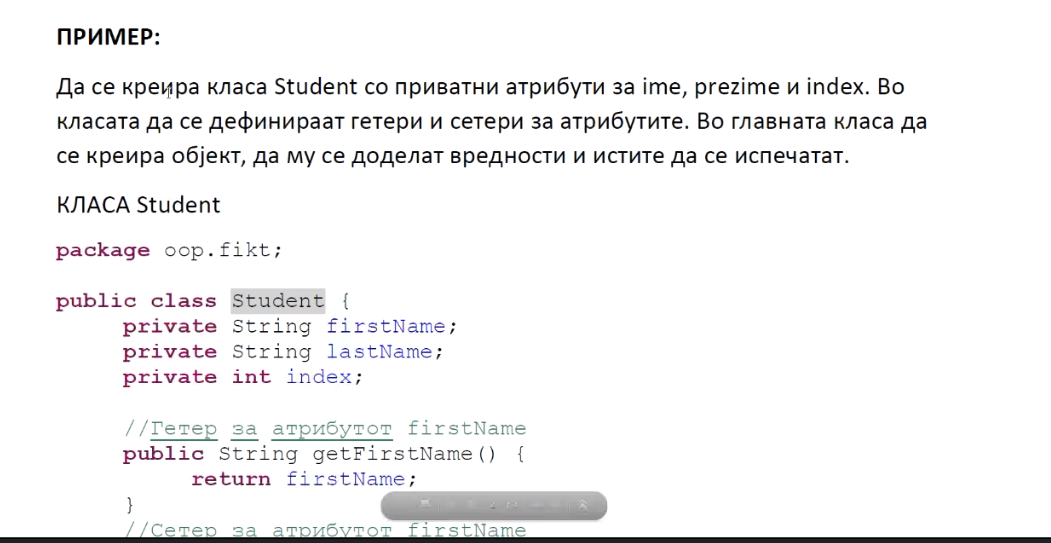 ПРИМЕР:
Да се креира класа Student со приватни атрибути за ime, prezime и index. Во
класата да се дефинираат гетери и сетери за атрибутите. Во главната класа да
се креира објект, да му се доделат вредности и истите да се испечатат.
КЛАСА Student
package oop.fikt;
public class Student {
private String firstName;
private String lastName;
private int index;
//Гетер за атрибутот firstName
public String getFirstName() {
return firstName;
}
//Сетер за атрибутот firstName